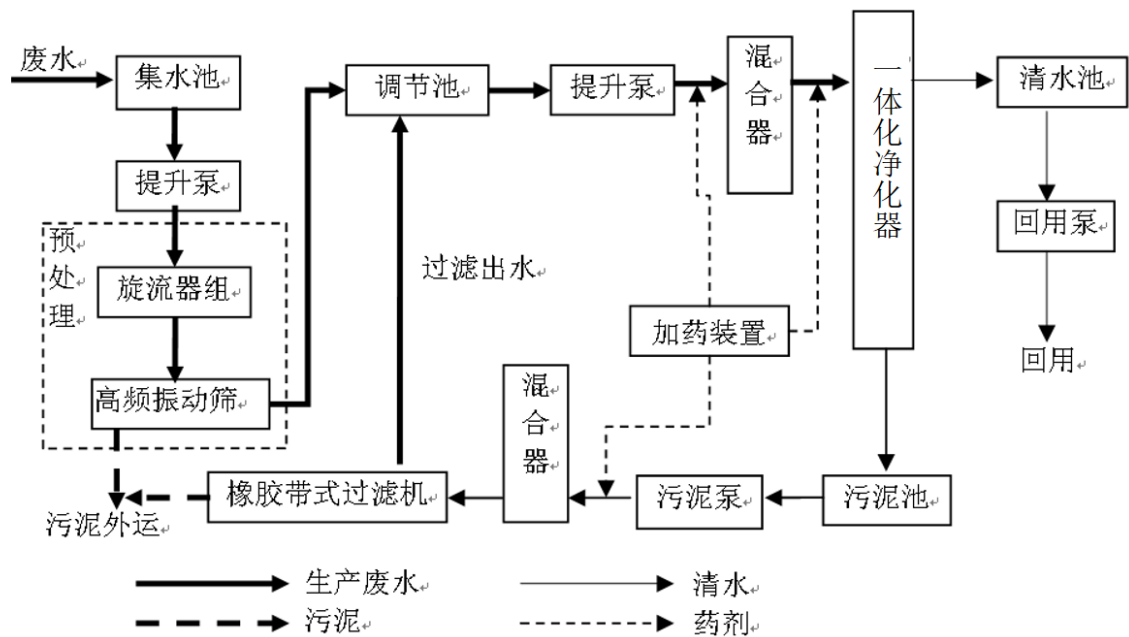 废水
集水池
提升泵
预
处
理
旋流器组
高频振动筛
污泥外运
调节池
提升泵
混
合
器
一
体
化
净
化
器
清水池
回用泵
回用
过滤出水
加药装置
混
合
器
橡胶带式过滤机
污泥泵
污泥池
生产废水
清水
污泥
药剂